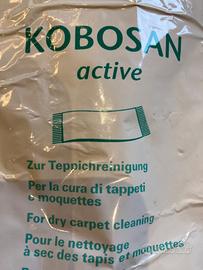 KOBOSAN
active
Zur Teppichreinigung
Per la cura di tappeti
e moquettes
For dry carpet cleaning
Pour le nettoyage
à sec des tapis et moquettes